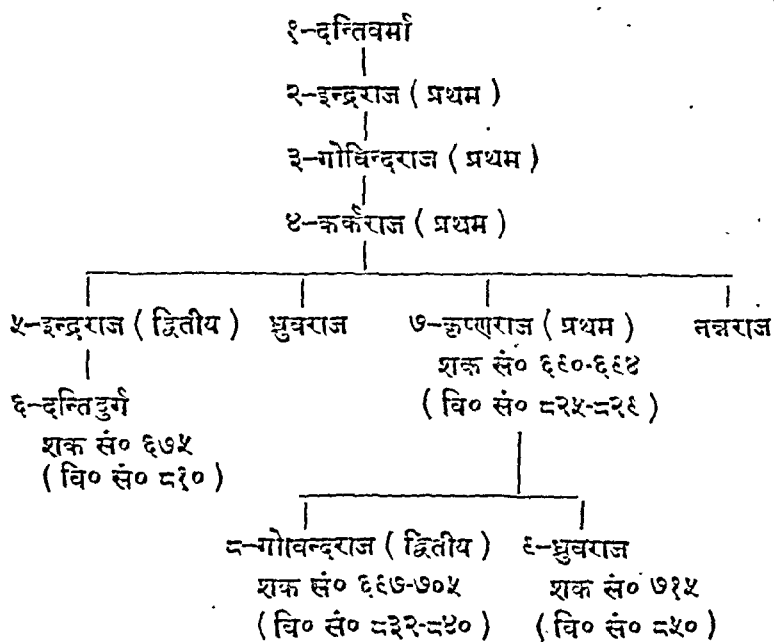 १-दन्तिवर्मा
२-इन्द्रराज ( प्रथम )
३-गोविन्दराज ( प्रथम )
४-कर्कराज ( प्रथम )
५-इन्द्रराज ( द्वितीय ) ध्रुवराज ७-कृष्णराज ( प्रथम ) नन्नराज
शक सं० ६९०-६९४
६-दन्तिदुर्ग ( वि० सं० ८२५-८२९ )
शक सं० ६७५
( वि० सं० ८१० )
८-गोविन्दराज ( द्वितीय ) ९-ध्रुवराज
शक सं० ६९७-७०५ शक सं० ७१५
( वि० सं० ८३२-८४० ) ( वि० सं० ८५० )